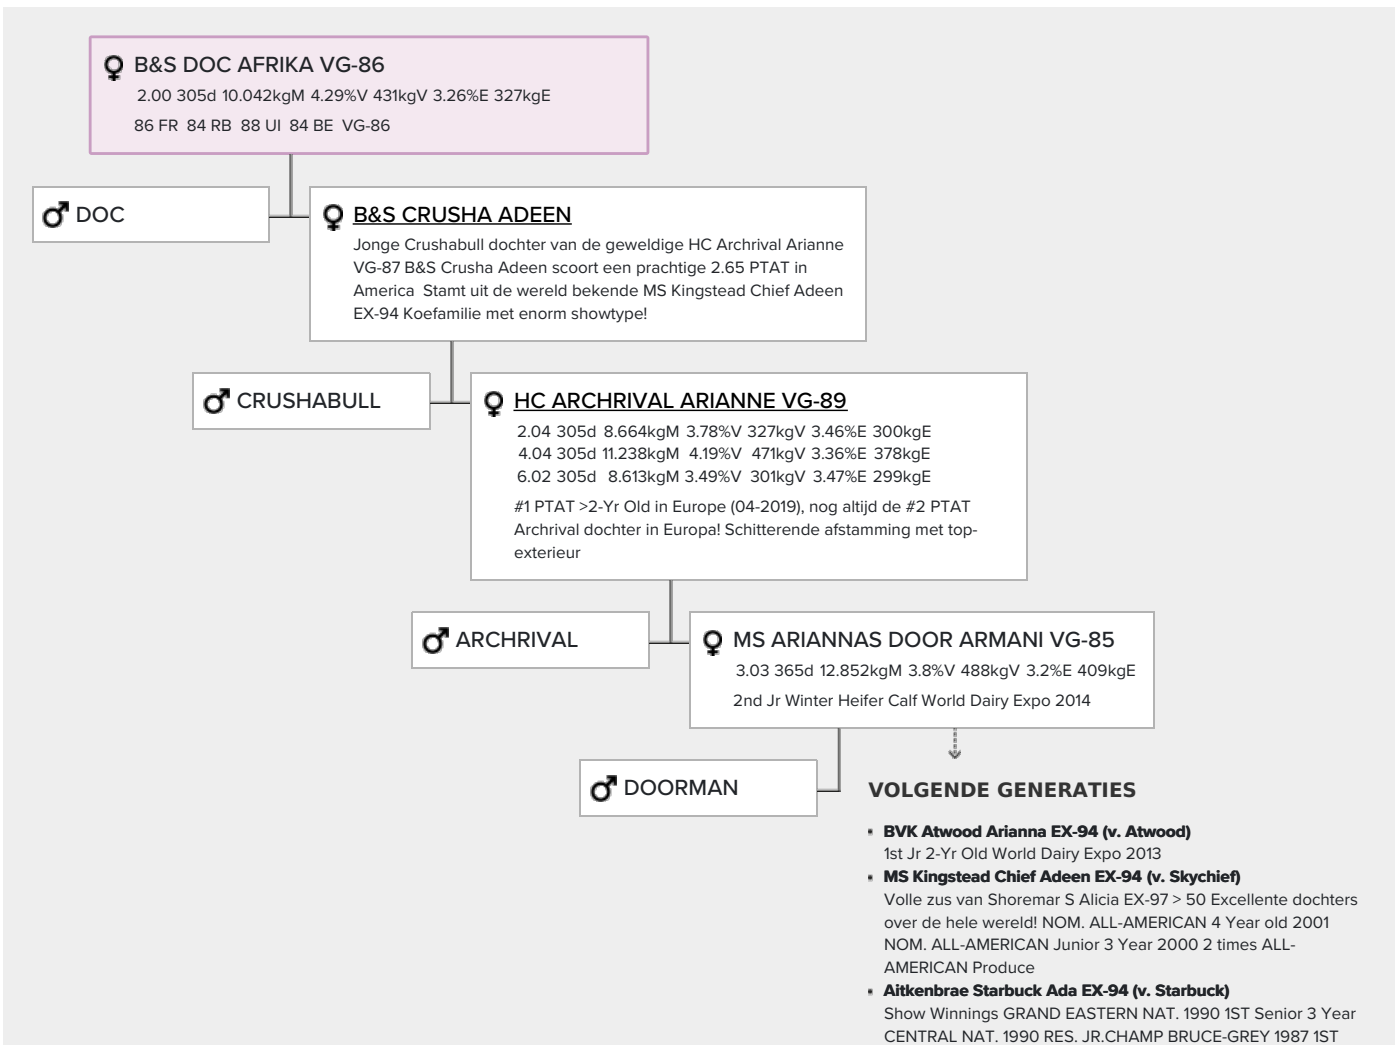 B&S DOC AFRIKA VG-86
2.00 305d 10.042kgM 4.29%V 431kgV 3.26%E 327kgE
86 FR 84 RB 88 UI 84 BE VG-86
DOC
B&S CRUSHA ADEEN
Jonge Crushabull dochter van de geweldige HC Archrival Arianne
VG-87 B&S Crusha Adeen scoort een prachtige 2.65 PTAT in
America Stamt uit de wereld bekende MS Kingstead Chief Adeen
EX-94 Koefamilie met enorm showtype!
CRUSHABULL
HC ARCHRIVAL ARIANNE VG-89
2.04 305d 8.664kgM 3.78%V 327kgV 3.46%E 300kgE
4.04 305d 11.238kgM 4.19%V 471kgV 3.36%E 378kgE
6.02 305d 8.613kgM 3.49%V 301kgV 3.47%E 299kgE
#1 PTAT >2-Yr Old in Europe (04-2019), nog altijd de #2 PTAT
Archrival dochter in Europa! Schitterende afstamming met top-
exterieur
ARCHRIVAL
MS ARIANNAS DOOR ARMANI VG-85
3.03 365d 12.852kgM 3.8%V 488kgV 3.2%E 409kgE
2nd Jr Winter Heifer Calf World Dairy Expo 2014
DOORMAN
VOLGENDE GENERATIES
BVK Atwood Arianna EX-94 (v. Atwood)
1st Jr 2-Yr Old World Dairy Expo 2013
MS Kingstead Chief Adeen EX-94 (v. Skychief)
Volle zus van Shoremar S Alicia EX-97 > 50 Excellente dochters
over de hele wereld! NOM. ALL-AMERICAN 4 Year old 2001
NOM. ALL-AMERICAN Junior 3 Year 2000 2 times ALL-
AMERICAN Produce
Aitkenbrae Starbuck Ada EX-94 (v. Starbuck)
Show Winnings GRAND EASTERN NAT. 1990 1ST Senior 3 Year
CENTRAL NAT. 1990 RES. JR.CHAMP BRUCE-GREY 1987 1ST